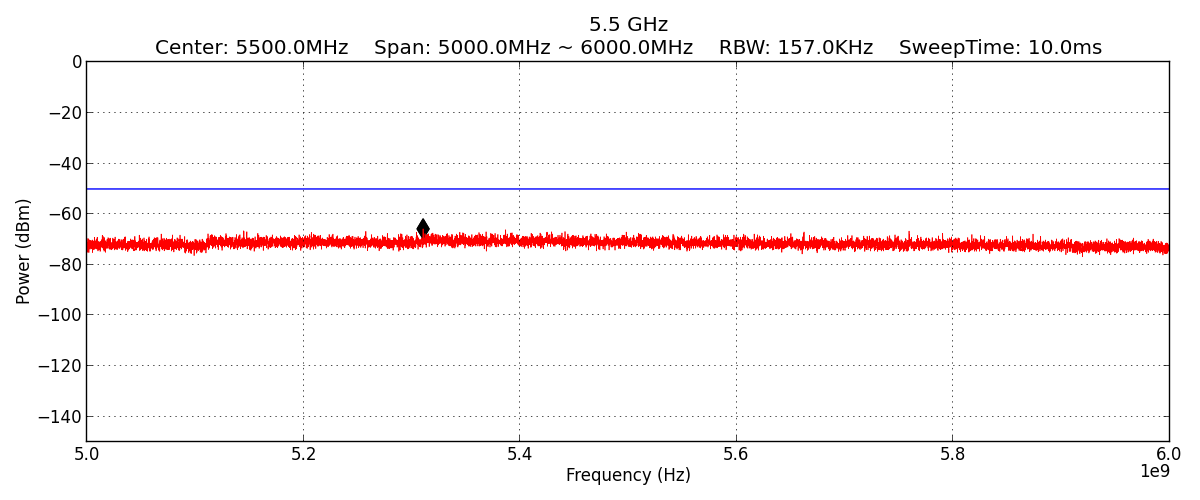 5.5 GHz
Center: 5500.0MHz    Span: 5000.0MHz ~ 6000.0MHz    RBW: 157.0KHz    SweepTime: 10.0ms
0
−20
−40
−60
−80
−100
−120
−140
Power (dBm)
5.0 5.2 5.4 5.6 5.8 6.0
Frequency (Hz)
1e9